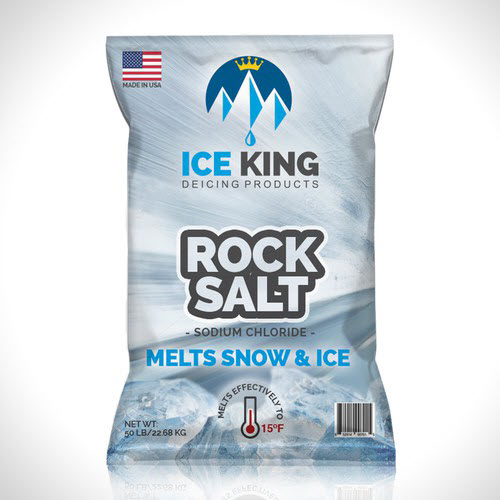 MADE IN USA
ICE KING
DEICING PRODUCTS
ROCK
SALT
- SODIUM CHLORIDE -
MELTS SNOW & ICE
MELTS EFFECTIVELY TO
15ºF
NET WT:
50 LB/22.68 KG